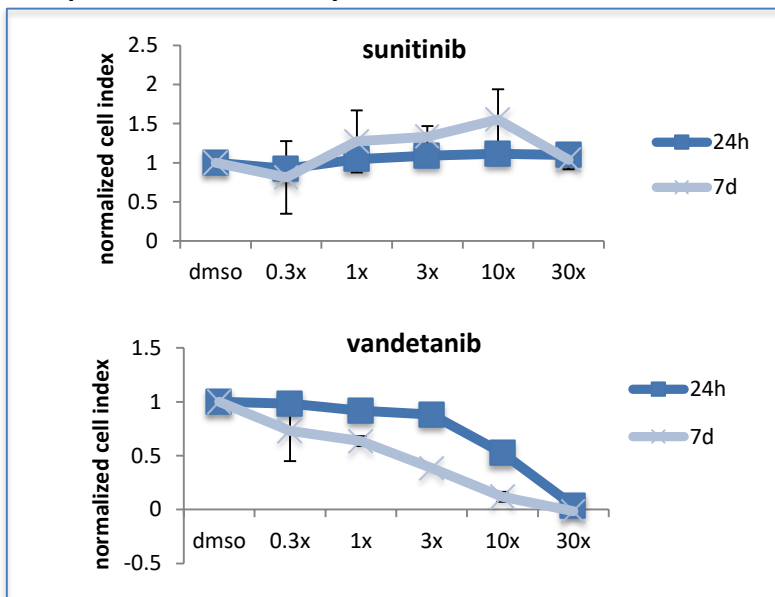 sunitinib
normalized cell index
2.5
2
1.5
1
0.5
0
dmso 0.3x 1x 3x 10x 30x
24h
7d
vandetanib
normalized cell index
1.5
1
0.5
0
-0.5
dmso 0.3x 1x 3x 10x 30x
24h
7d